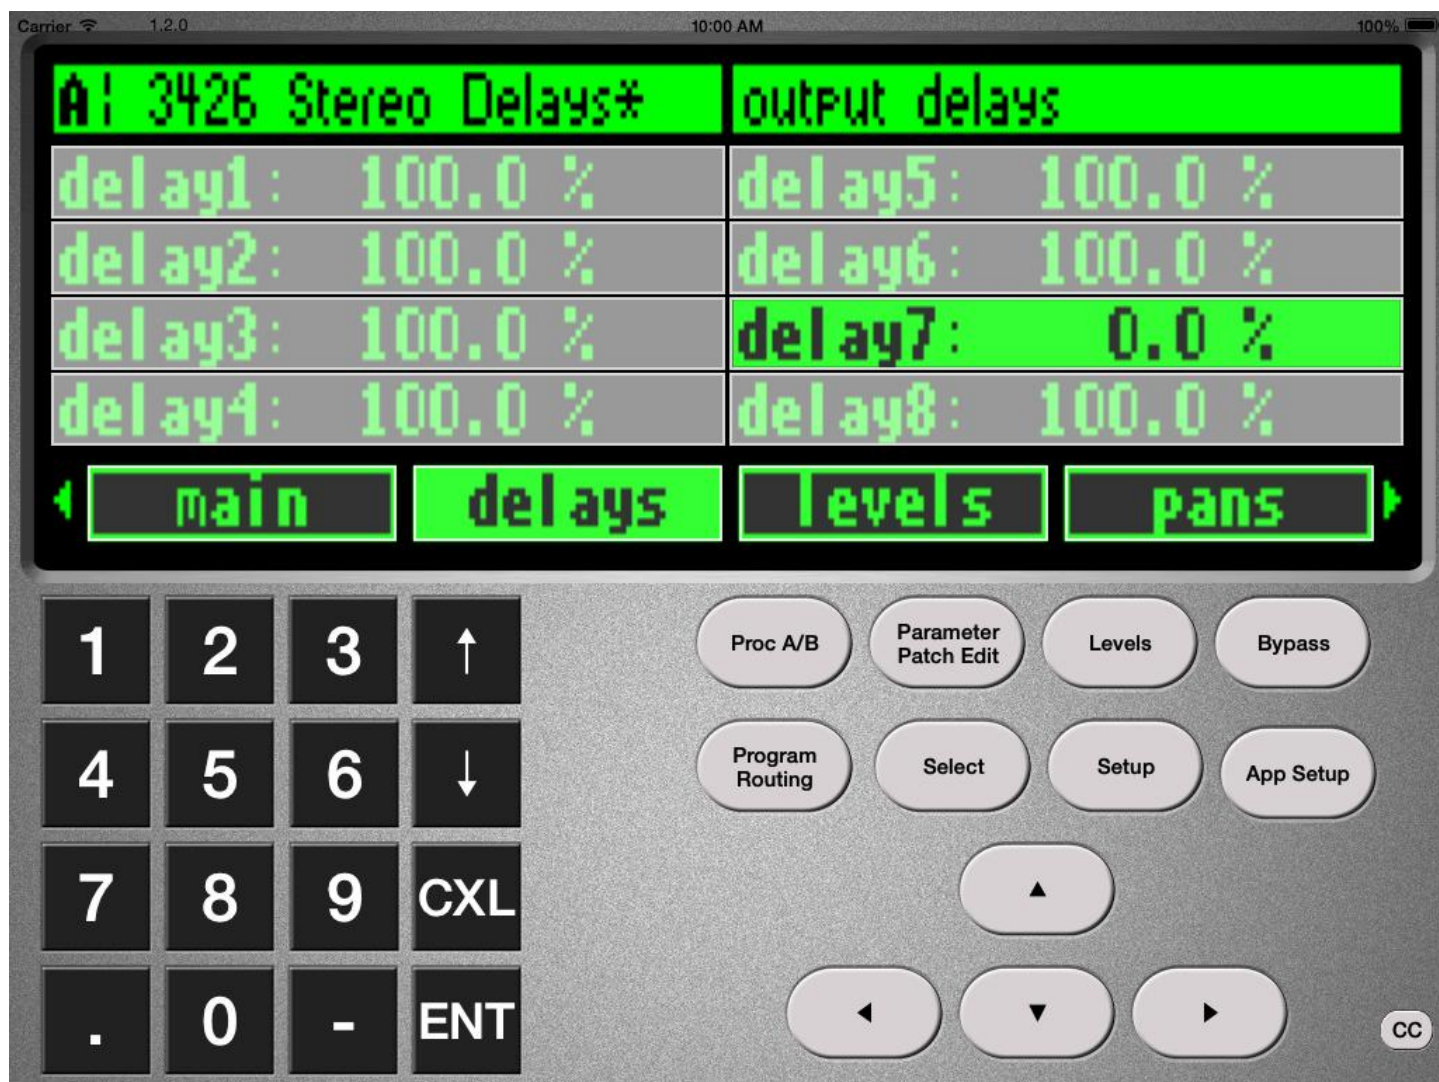 Carrier 1.2.0 10:00 AM 100%
A| 3426 Stereo Delays* output delays
delay1: 100.0 % delay5: 100.0 %
delay2: 100.0 % delay6: 100.0 %
delay3: 100.0 % delay7: 0.0 %
delay4: 100.0 % delay8: 100.0 %
main delays levels pans
1 2 3 ↑ Proc A/B Parameter Patch Edit Levels Bypass
4 5 6 ↓ Program Routing Select Setup App Setup
7 8 9 CXL ▲
. 0 - ENT ◀ ▼ ▶ CC